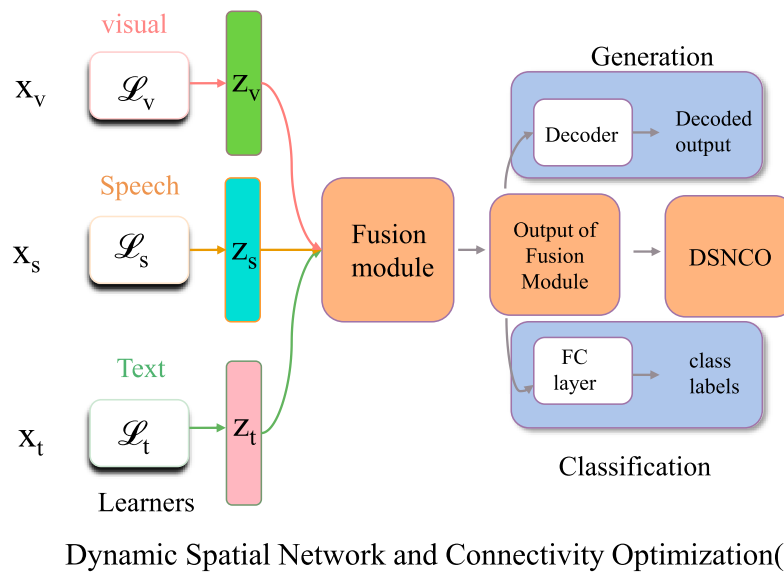 visual
x_v
ℒ_v
z_v
Speech
x_s
ℒ_s
z_s
Text
x_t
ℒ_t
z_t
Learners
Fusion
module
Generation
Decoder
Decoded
output
Output of
Fusion
Module
DSNCO
FC
layer
class
labels
Classification
Dynamic Spatial Network and Connectivity Optimization(